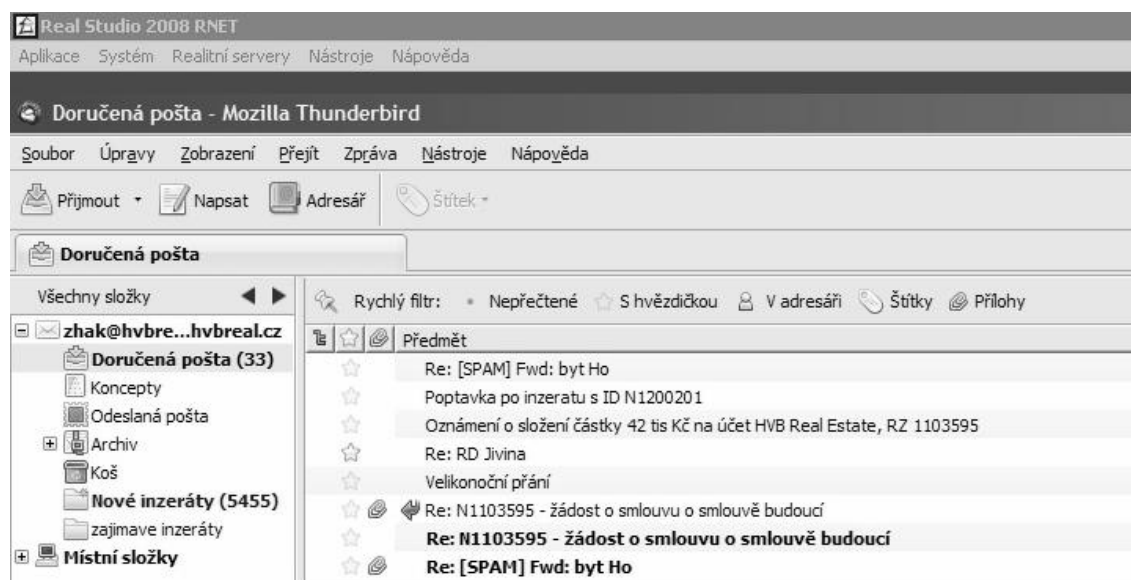 Real Studio 2008 RNET
Aplikace Systém Realitní servery Nástroje Nápověda
Doručená pošta - Mozilla Thunderbird
Soubor Úpravy Zobrazení Přejít Zpráva Nástroje Nápověda
Přijmout Napsat Adresář Štítek
Doručená pošta
Všechny složky
zhak@hvbre...hvbreal.cz
Doručená pošta (33)
Koncepty
Odeslaná pošta
Archiv
Koš
Nové inzeráty (5455)
zajimave inzeráty
Místní složky
Rychlý filtr: Nepřečtené S hvězdičkou V adresáři Štítky Přílohy
Předmět
Re: [SPAM] Fwd: byt Ho
Poptavka po inzeratu s ID N1200201
Oznámení o složení částky 42 tis Kč na účet HVB Real Estate, RZ 1103595
Re: RD Jivina
Velikonoční přání
Re: N1103595 - žádost o smlouvu o smlouvě budoucí
Re: N1103595 - žádost o smlouvu o smlouvě budoucí
Re: [SPAM] Fwd: byt Ho